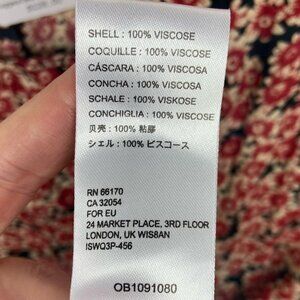 SHELL : 100% VISCOSE
COQUILLE : 100% VISCOSE
CÁSCARA : 100% VISCOSA
CONCHA : 100% VISCOSA
SCHALE : 100% VISKOSE
CONCHIGLIA : 100% VISCOSE
贝壳 : 100% 粘膠
シェル : 100% ビスコース
RN 66170
CA 32054
FOR EU
24 MARKET PLACE, 3RD FLOOR
LONDON, UK WIS8AN
ISWQ3P-456
OB1091080